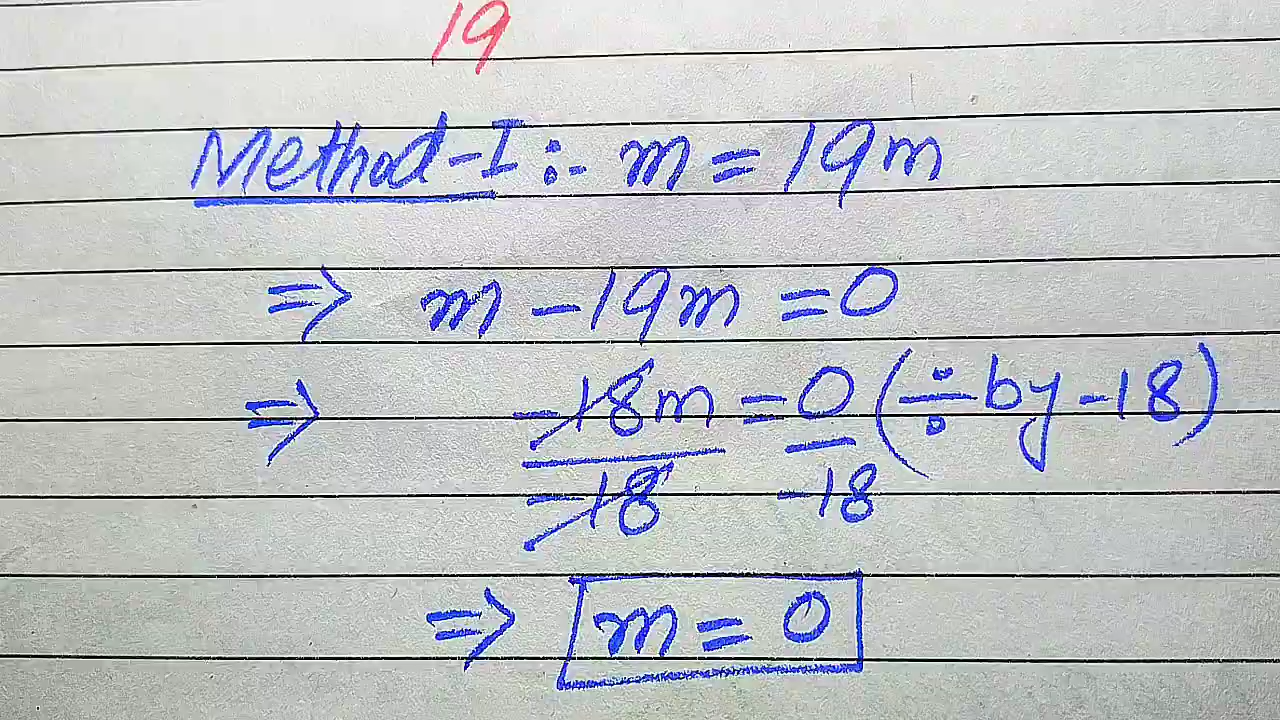 19
Method-I :- m = 19m
⇒ m - 19m = 0
⇒ -18m = 0 (÷ by -18)
-18 -18
⇒ m = 0